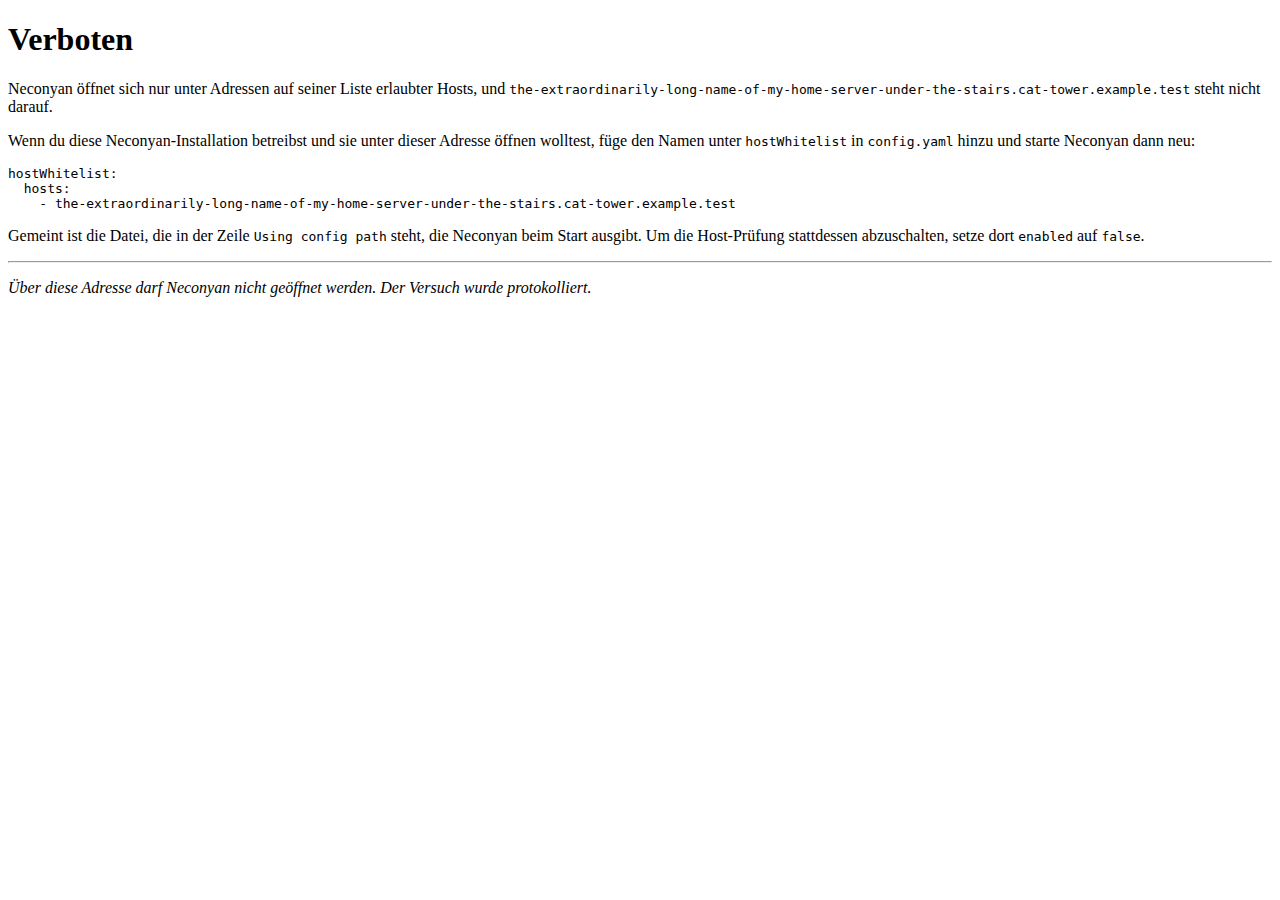 Verboten
Neconyan öffnet sich nur unter Adressen auf seiner Liste erlaubter Hosts, und the-extraordinarily-long-name-of-my-home-server-under-the-stairs.cat-tower.example.test steht nicht
darauf.
Wenn du diese Neconyan-Installation betreibst und sie unter dieser Adresse öffnen wolltest, füge den Namen unter hostWhitelist in config.yaml hinzu und starte Neconyan dann neu:
hostWhitelist:
  hosts:
    - the-extraordinarily-long-name-of-my-home-server-under-the-stairs.cat-tower.example.test
Gemeint ist die Datei, die in der Zeile Using config path steht, die Neconyan beim Start ausgibt. Um die Host-Prüfung stattdessen abzuschalten, setze dort enabled auf false.
Über diese Adresse darf Neconyan nicht geöffnet werden. Der Versuch wurde protokolliert.